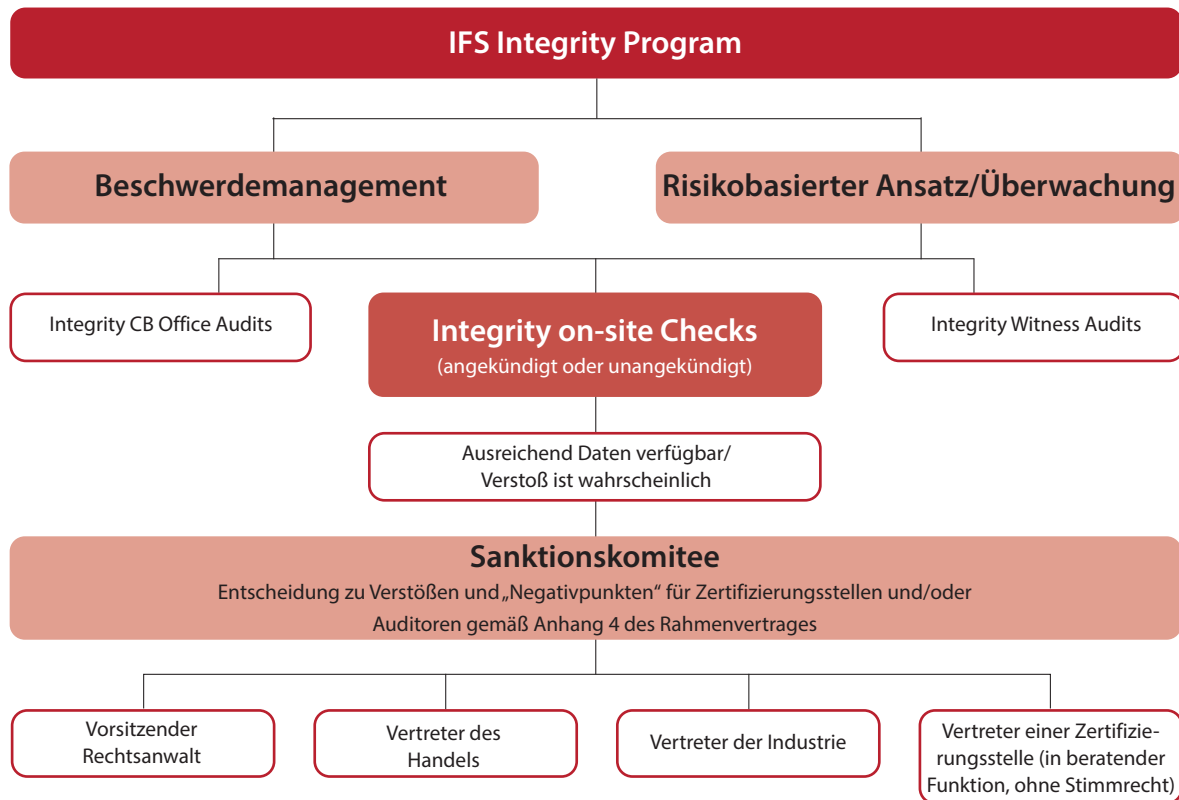 IFS Integrity Program
Beschwerdemanagement
Risikobasierter Ansatz/Überwachung
Integrity CB Office Audits
Integrity on-site Checks
(angekündigt oder unangekündigt)
Integrity Witness Audits
Ausreichend Daten verfügbar/
Verstoß ist wahrscheinlich
Sanktionskomitee
Entscheidung zu Verstößen und „Negativpunkten“ für Zertifizierungsstellen und/oder
Auditoren gemäß Anhang 4 des Rahmenvertrages
Vorsitzender
Rechtsanwalt
Vertreter des
Handels
Vertreter der Industrie
Vertreter einer Zertifizie-
rungsstelle (in beratender
Funktion, ohne Stimmrecht)